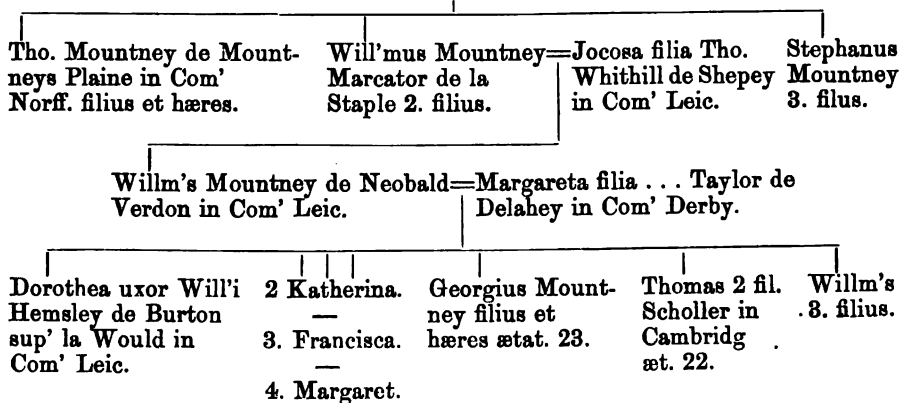 Tho. Mountney de Mount-
neys Plaine in Com'
Norff. filius et hæres.
Will'mus Mountney=Jocosa filia Tho.
Marcator de la
Staple 2. filius.
Whithill de Shepey
in Com' Leic.
Stephanus
Mountney
3. filus.
Willm's Mountney de Neobald=Margareta filia . . . Taylor de
Verdon in Com' Leic.
Delahey in Com' Derby.
Dorothea uxor Will'i
Hemsley de Burton
sup' la Would in
Com' Leic.
2 Katherina.
—
3. Francisca.
—
4. Margaret.
Georgius Mount-
ney filius et
hæres ætat. 23.
Thomas 2 fil.
Scholler in
Cambridg
æt. 22.
Willm's
3. filius.